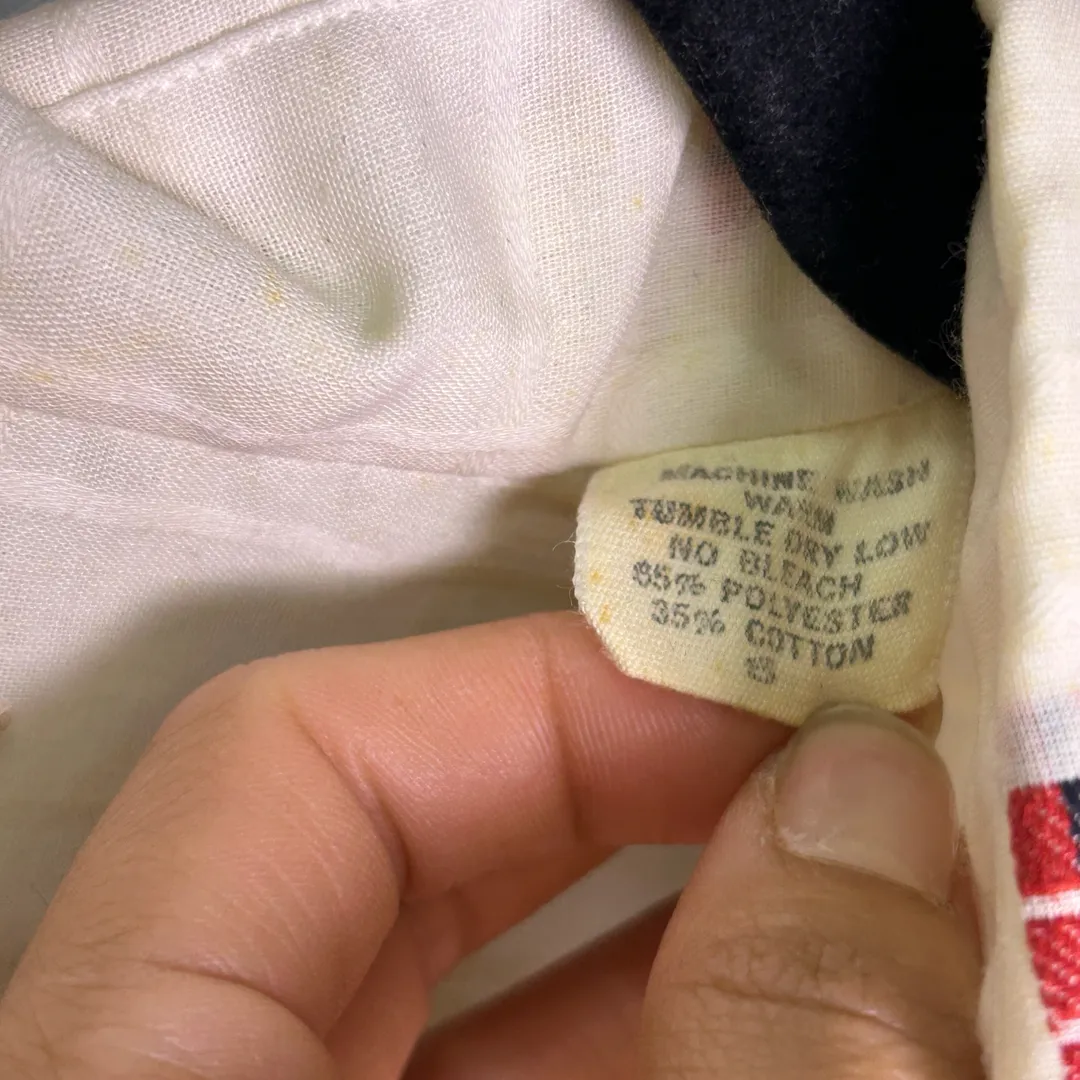 MACHINE WASH
WARM
TUMBLE DRY LOW
NO BLEACH
65% POLYESTER
35% COTTON